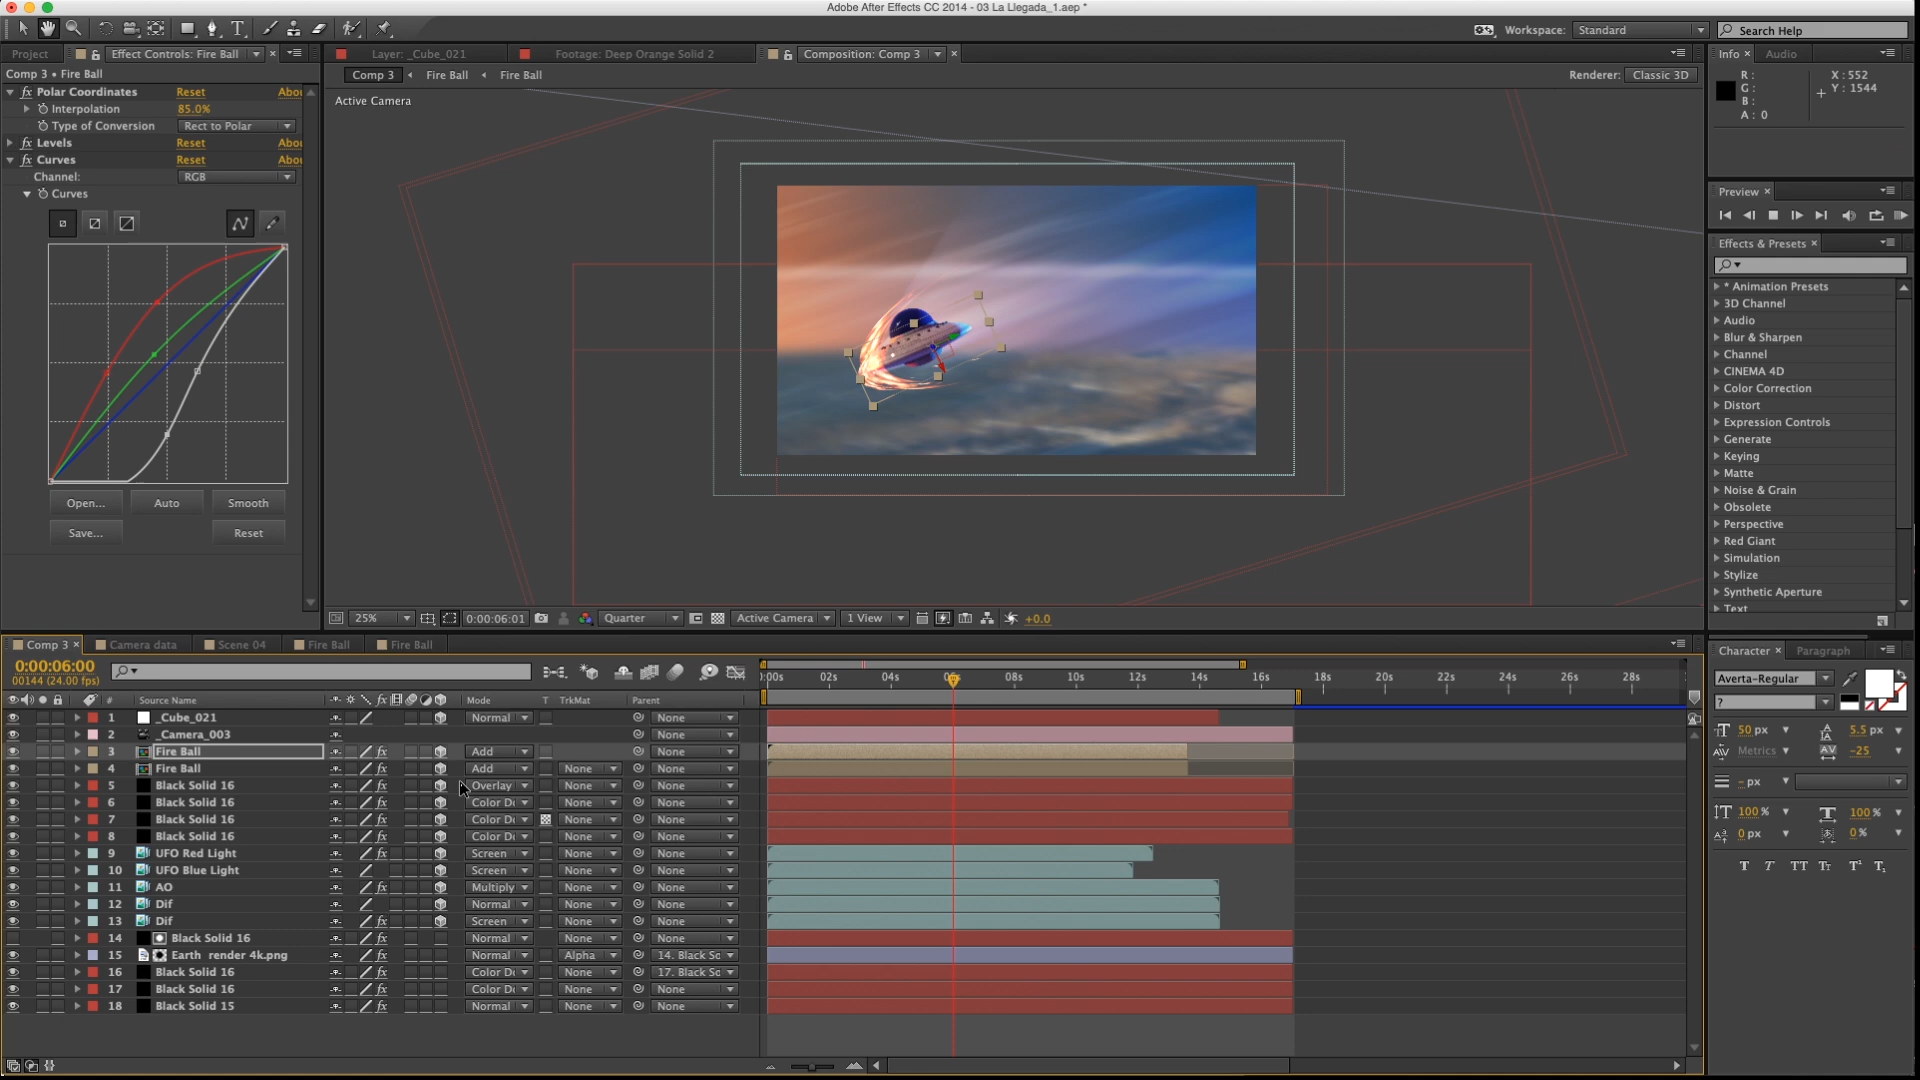 Adobe After Effects CC 2014 - 03 La Llegada_1.aep *
Workspace: Standard
Search Help
Project
Effect Controls: Fire Ball
Layer: _Cube_021
Footage: Deep Orange Solid 2
Composition: Comp 3
Info
Audio
Comp 3 • Fire Ball
Comp 3
Fire Ball
Fire Ball
Renderer: Classic 3D
Polar Coordinates Reset Abou
Interpolation 85.0%
Type of Conversion Rect to Polar
Levels Reset Abou
Curves Reset Abou
Channel: RGB
Curves
Open... Auto Smooth
Save... Reset
Active Camera
R :
G :
B :
A : 0
X : 552
Y : 1544
Preview
Effects & Presets
* Animation Presets
3D Channel
Audio
Blur & Sharpen
Channel
CINEMA 4D
Color Correction
Distort
Expression Controls
Generate
Keying
Matte
Noise & Grain
Obsolete
Perspective
Red Giant
Simulation
Stylize
Synthetic Aperture
Text
25% 0:00:06:01 Quarter Active Camera 1 View +0.0
Comp 3
Camera data
Scene 04
Fire Ball
Fire Ball
0:00:06:00
00144 (24.00 fps)
:00s 02s 04s 06s 08s 10s 12s 14s 16s 18s 20s 22s 24s 26s 28s
# Source Name Mode T TrkMat Parent
1 _Cube_021 Normal None
2 _Camera_003 None
3 Fire Ball Add None
4 Fire Ball Add None None
5 Black Solid 16 Overlay None None
6 Black Solid 16 Color Do None None
7 Black Solid 16 Color Do None None
8 Black Solid 16 Color Do None None
9 UFO Red Light Screen None None
10 UFO Blue Light Screen None None
11 AO Multiply None None
12 Dif Normal None None
13 Dif Screen None None
14 Black Solid 16 Normal None None
15 Earth render 4k.png Normal Alpha 14. Black Sc
16 Black Solid 16 Color Do None 17. Black Sc
17 Black Solid 16 Color Do None None
18 Black Solid 15 Normal None None
Character
Paragraph
Averta-Regular
?
50 px
5.5 px
Metrics
-25
- px
100 %
100 %
0 px
0 %
T T TT Tt T¹ T₁